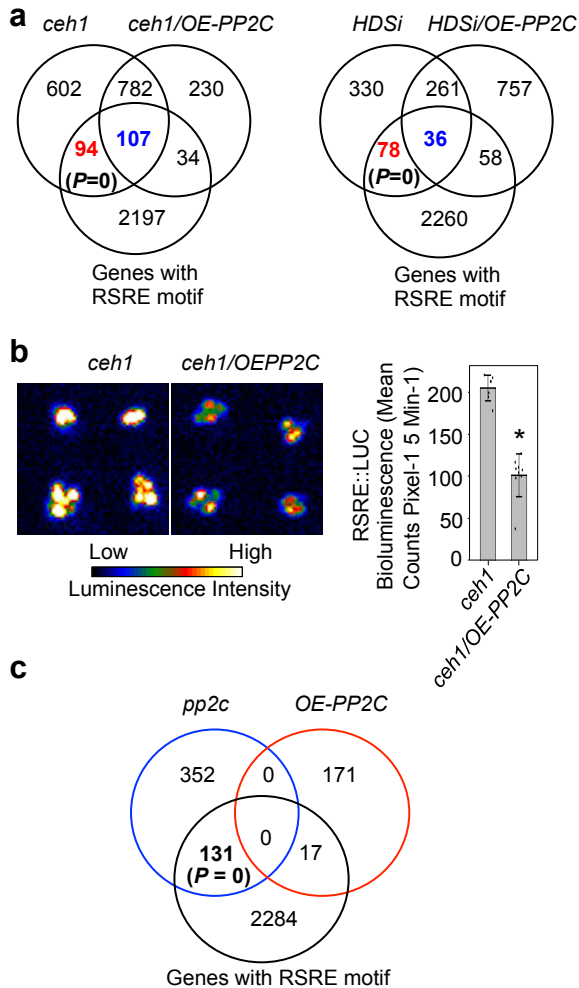 a
ceh1 ceh1/OE-PP2C
602 782 230
94 107 34
(P=0)
2197
Genes with
RSRE motif
HDSi HDSi/OE-PP2C
330 261 757
78 36 58
(P=0)
2260
Genes with
RSRE motif
b
ceh1 ceh1/OEPP2C
Low High
Luminescence Intensity
RSRE::LUC
Bioluminescence (Mean
Counts Pixel-1 5 Min-1)
200
150
100
50
0
*
ceh1
ceh1/OE-PP2C
c
pp2c OE-PP2C
352 0 171
0
131 17
(P = 0)
2284
Genes with RSRE motif